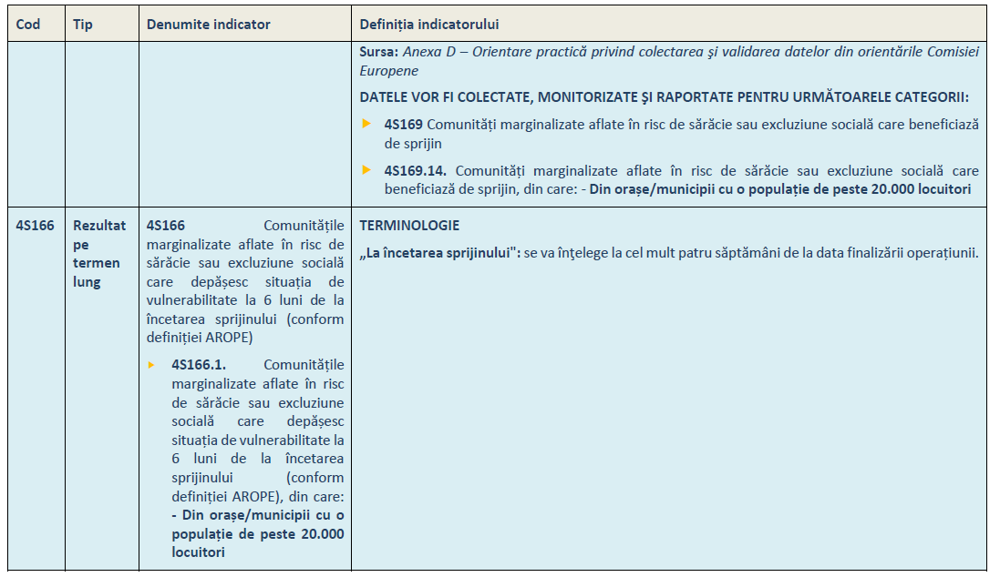 Cod Tip Denumite indicator Definiția indicatorului
Sursa: Anexa D – Orientare practică privind colectarea şi validarea datelor din orientările Comisiei
Europene
DATELE VOR FI COLECTATE, MONITORIZATE ŞI RAPORTATE PENTRU URMĂTOARELE CATEGORII:
4S169 Comunități marginalizate aflate în risc de sărăcie sau excluziune socială care beneficiază
de sprijin
4S169.14. Comunități marginalizate aflate în risc de sărăcie sau excluziune socială care
beneficiază de sprijin, din care: - Din orașe/municipii cu o populație de peste 20.000 locuitori
4S166
Rezultat
pe
termen
lung
4S166 Comunitățile
marginalizate aflate în risc de
sărăcie sau excluziune socială
care depășesc situația de
vulnerabilitate la 6 luni de la
încetarea sprijinului (conform
definiției AROPE)
4S166.1. Comunitățile
marginalizate aflate în risc
de sărăcie sau excluziune
socială care depășesc
situația de vulnerabilitate la
6 luni de la încetarea
sprijinului (conform
definiției AROPE), din care:
- Din orașe/municipii cu o
populație de peste 20.000
locuitori
TERMINOLOGIE
„La încetarea sprijinului": se va înţelege la cel mult patru săptămâni de la data finalizării operațiunii.